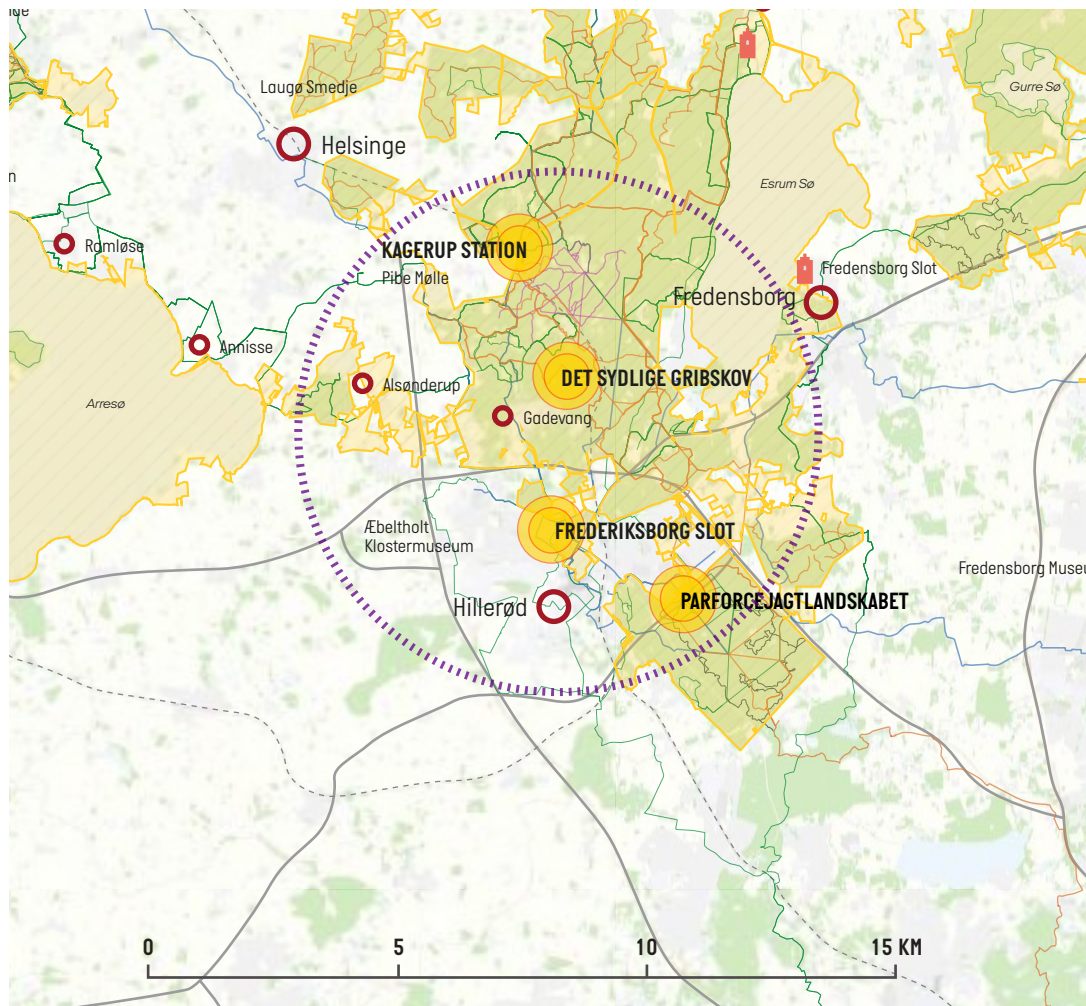 Laugø Smedje
Helsinge
Gurre Sø
Esrum Sø
Ramløse
KAGERUP STATION
Pibe Mølle
Fredensborg Slot
Fredensborg
Annisse
Alsønderup
DET SYDLIGE GRIBSKOV
Arresø
Gadevang
Æbeltholt
Klostermuseum
FREDERIKSBORG SLOT
Fredensborg Museu
Hillerød
PARFORCEJAGTLANDSKABET
0 5 10 15 KM